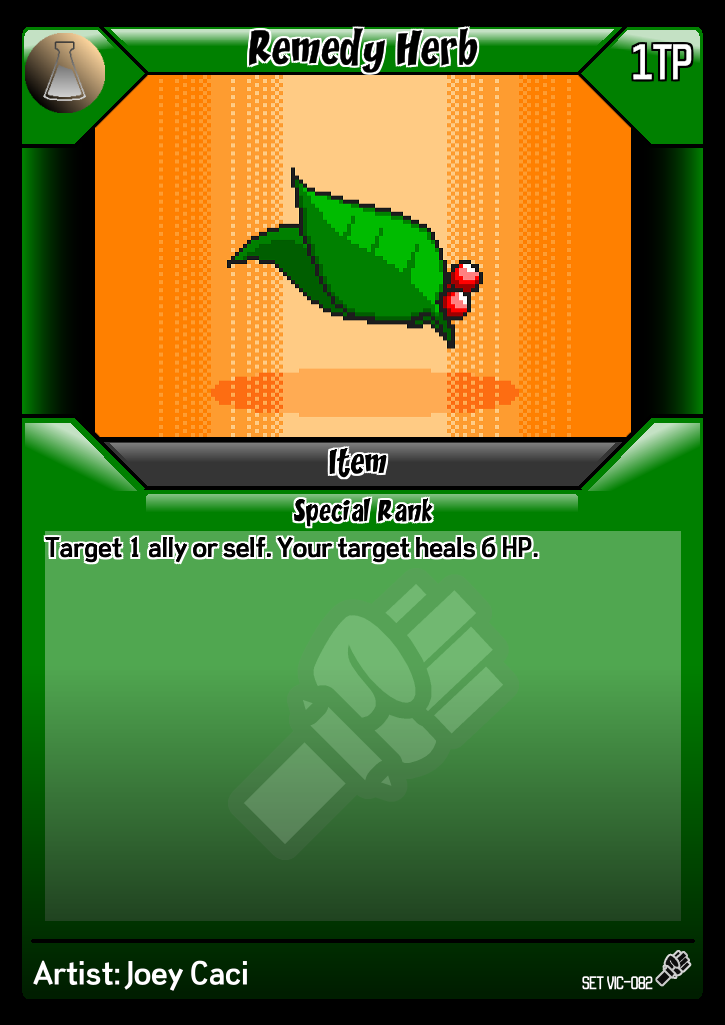 Remedy Herb
1TP
Item
Special Rank
Target 1 ally or self. Your target heals 6 HP.
Artist: Joey Caci
SET VIC-082